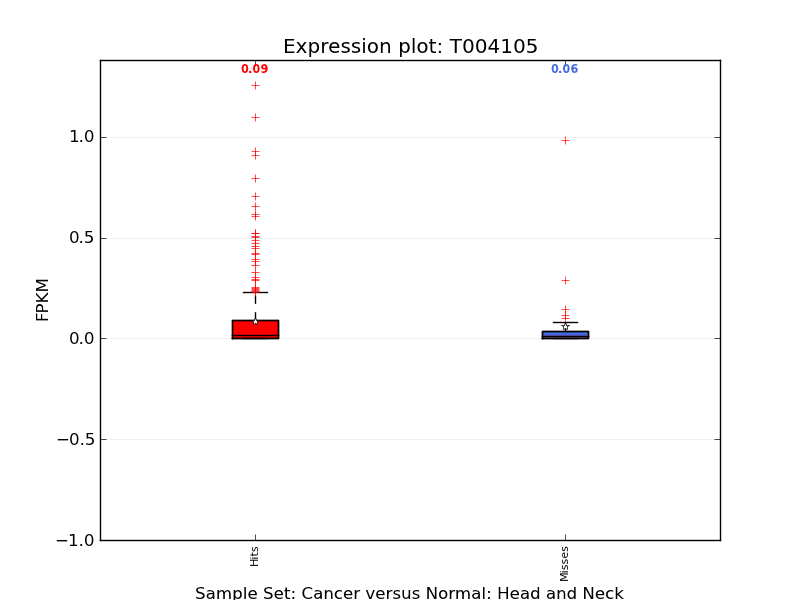 Expression plot: T004105
0.09
0.06
1.0
0.5
0.0
−0.5
−1.0
FPKM
Hits
Misses
Sample Set: Cancer versus Normal: Head and Neck